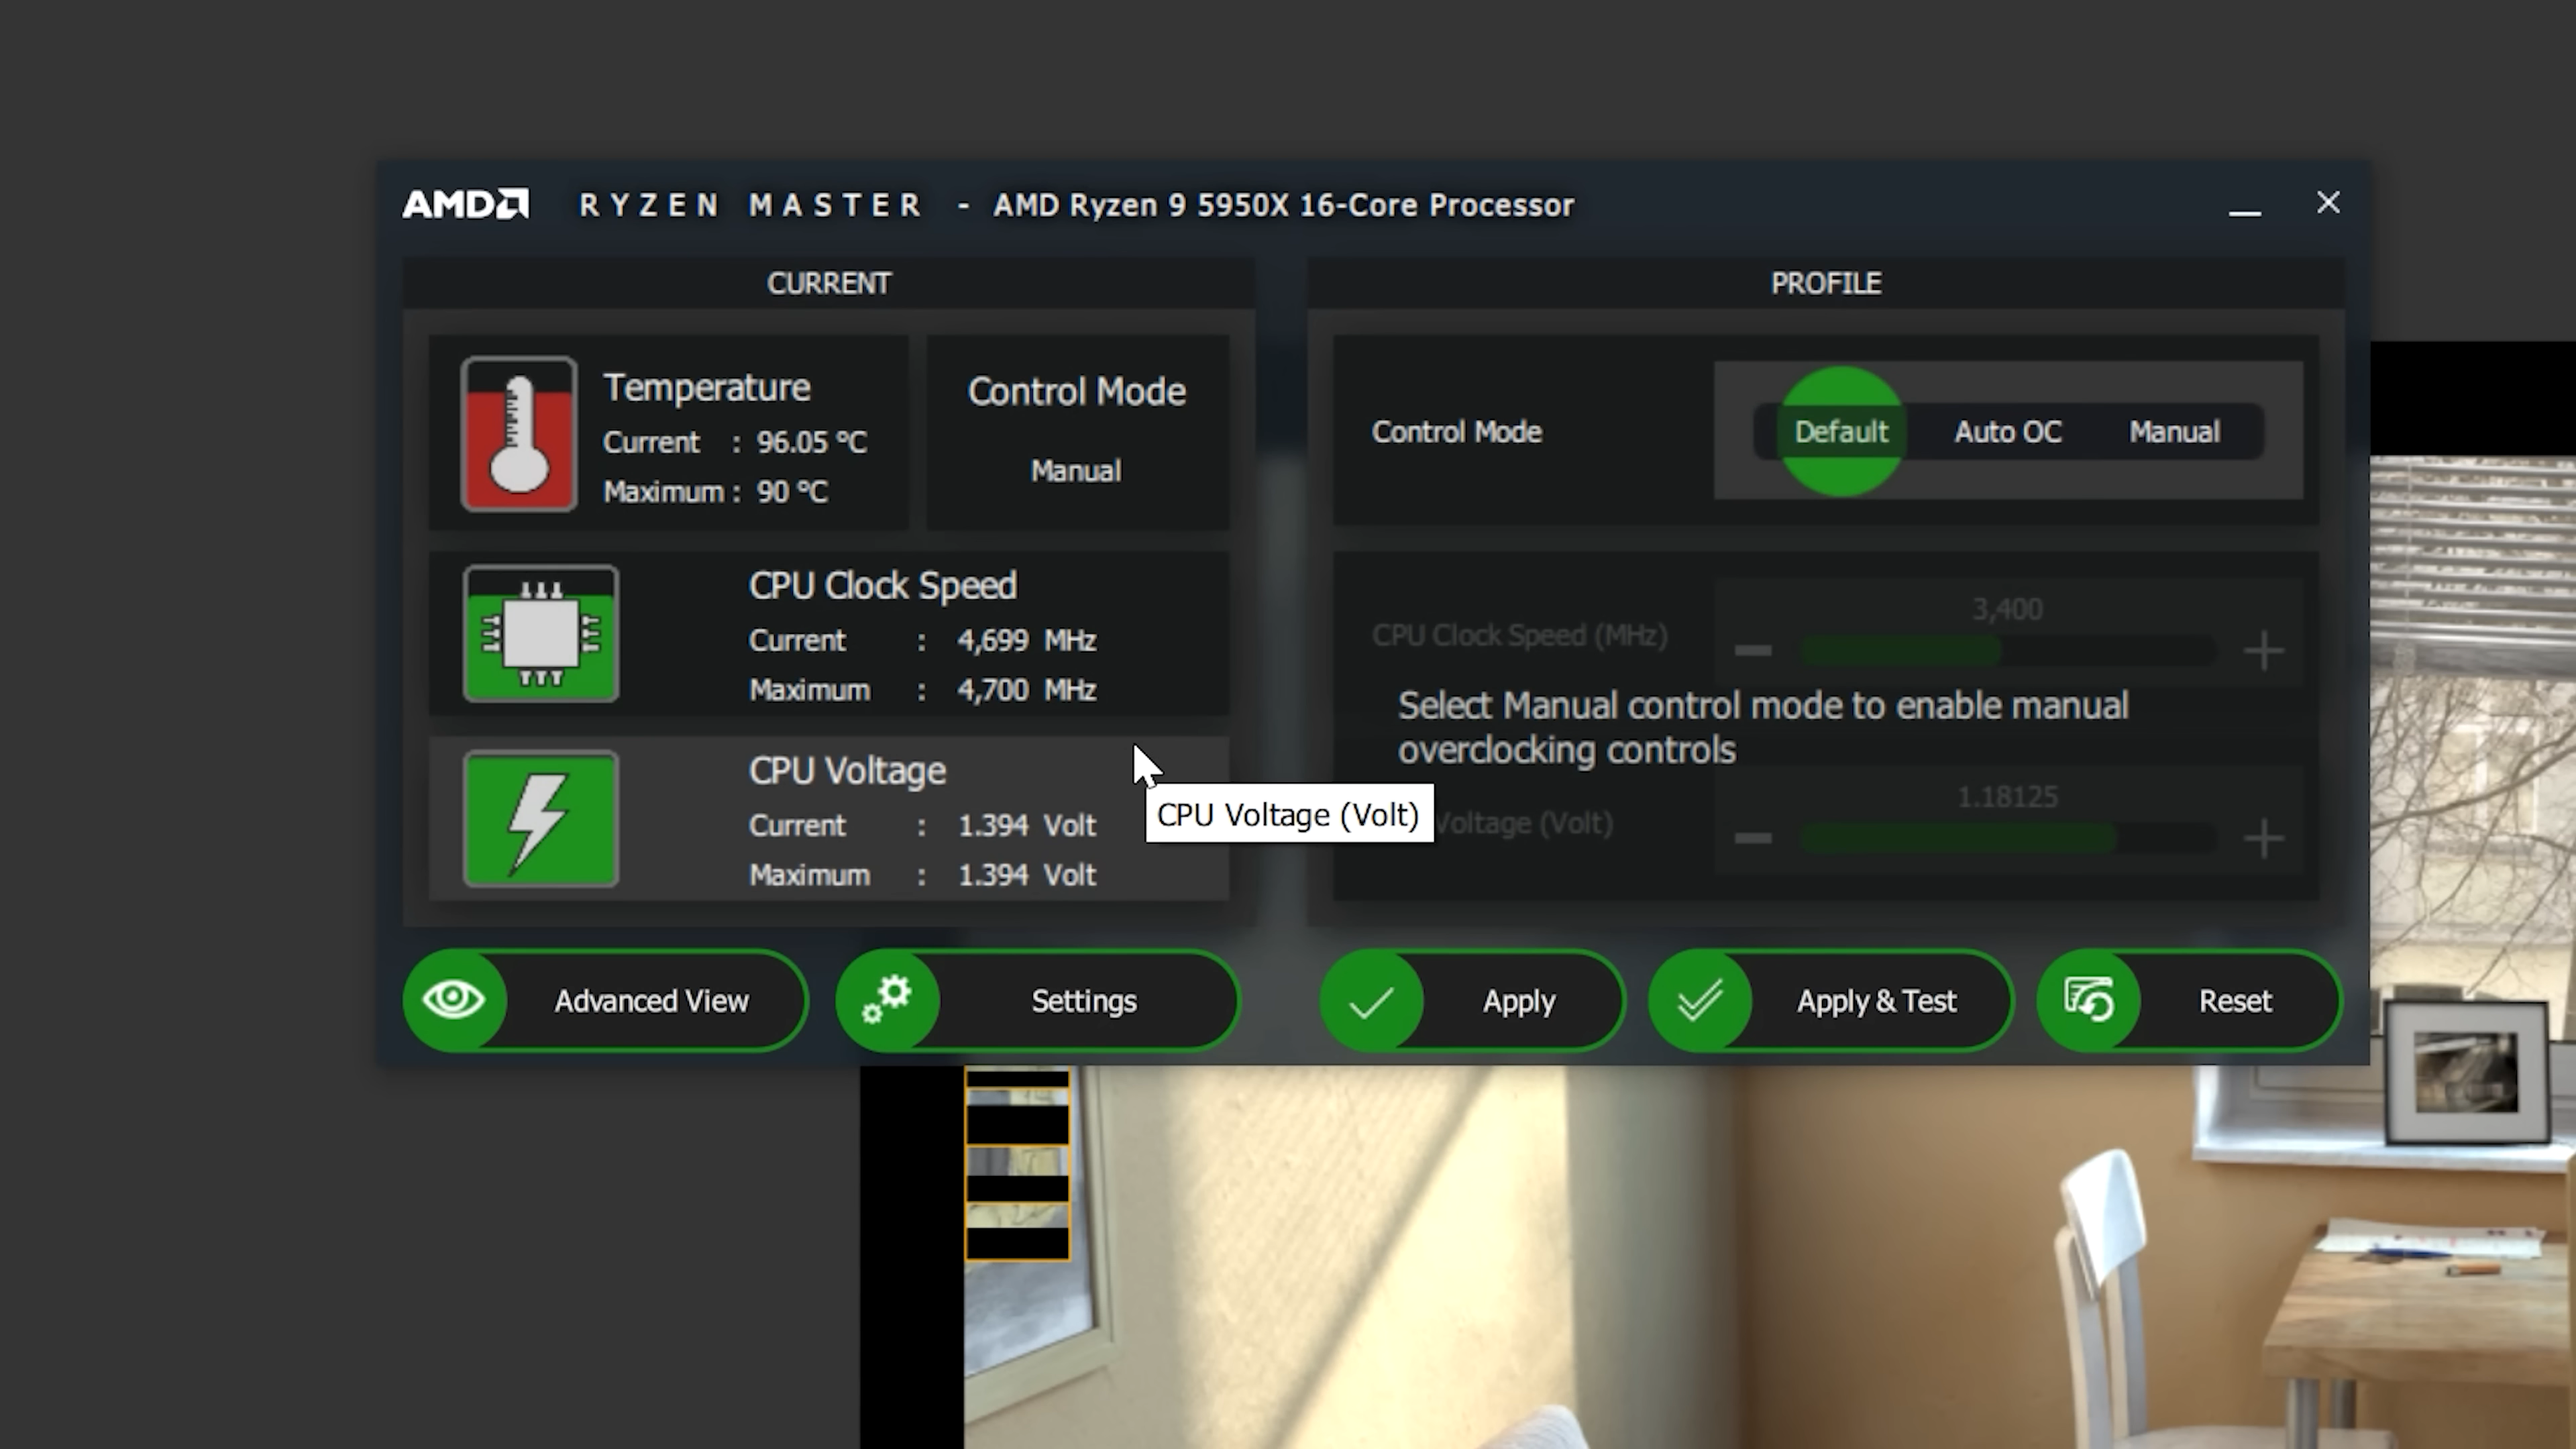 AMD RYZEN MASTER - AMD Ryzen 9 5950X 16-Core Processor
CURRENT
Temperature
Current : 96.05 °C
Maximum : 90 °C
Control Mode
Manual
CPU Clock Speed
Current : 4,699 MHz
Maximum : 4,700 MHz
CPU Voltage
Current : 1.394 Volt
Maximum : 1.394 Volt
CPU Voltage (Volt)
PROFILE
Control Mode
Default Auto OC Manual
3,400
CPU Clock Speed (MHz)
Select Manual control mode to enable manual
overclocking controls
1.18125
Voltage (Volt)
Advanced View
Settings
Apply
Apply & Test
Reset